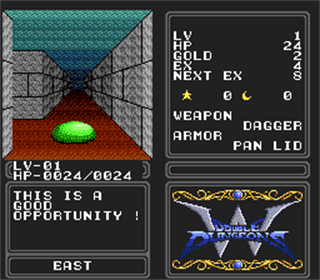 LV 1
HP 24
GOLD 2
EX 4
NEXT EX 8
0 0
WEAPON
DAGGER
ARMOR
PAN LID
LV-01
HP-0024/0024
THIS IS A
GOOD
OPPORTUNITY !
EAST
W
DOUBLE
DUNGEONS